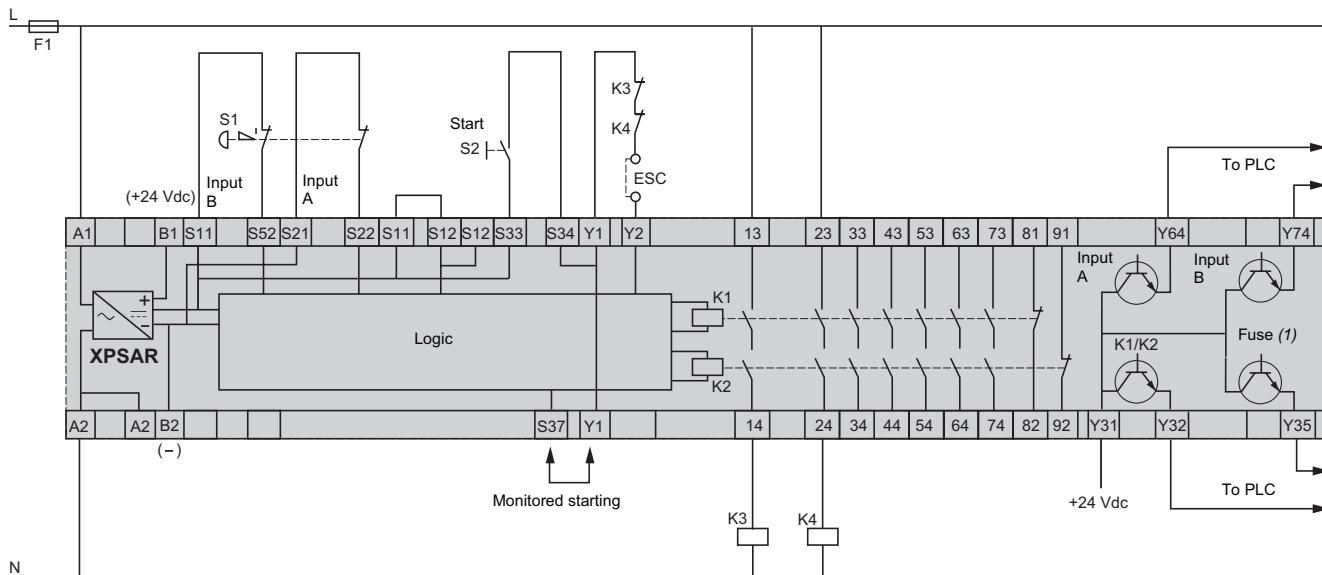 L
F1
K3
S1
Start
K4
S2
To PLC
ESC
Input B
Input A
(+24 Vdc)
A1 B1 S11 S52 S21 S22 S11 S12 S12 S33 S34 Y1 Y2 13 23 33 43 53 63 73 81 91 Y64 Y74
Input A
Input B
K1
XPSAR
Logic
Fuse (1)
K1/K2
K2
A2 A2 B2 S37 Y1 14 24 34 44 54 64 74 82 92 Y31 Y32 Y35
(–)
Monitored starting
+24 Vdc
To PLC
K3
K4
N